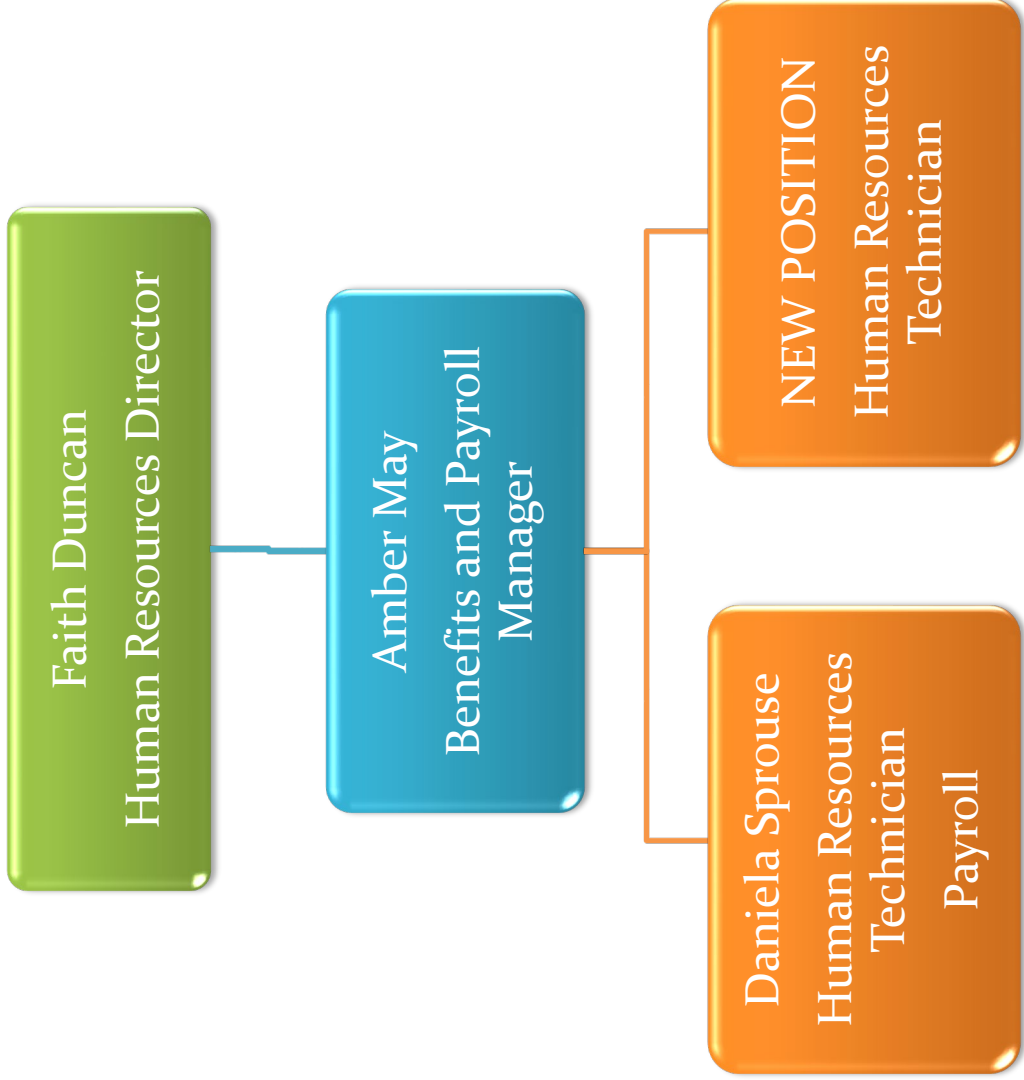 Faith Duncan
Human Resources Director
Amber May
Benefits and Payroll
Manager
Daniela Sprouse
Human Resources
Technician
Payroll
NEW POSITION
Human Resources
Technician